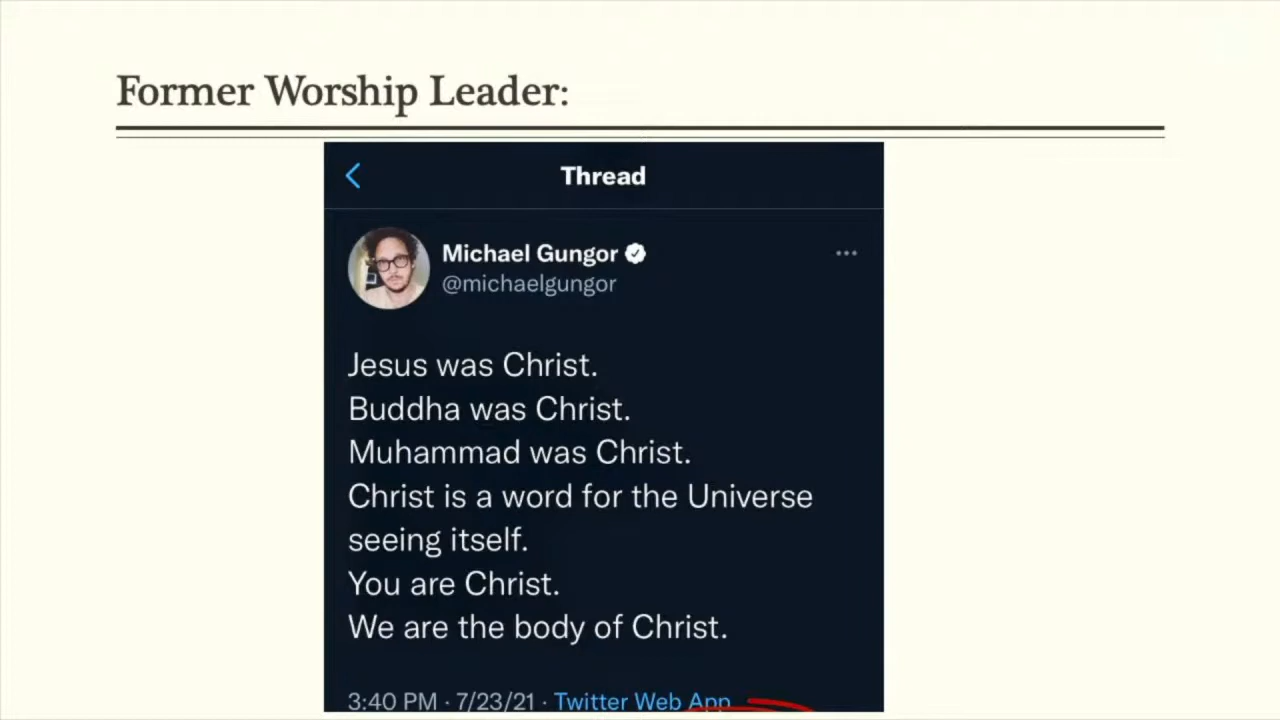 Former Worship Leader:
Thread
Michael Gungor
@michaelgungor
Jesus was Christ.
Buddha was Christ.
Muhammad was Christ.
Christ is a word for the Universe
seeing itself.
You are Christ.
We are the body of Christ.
3:40 PM · 7/23/21 · Twitter Web App